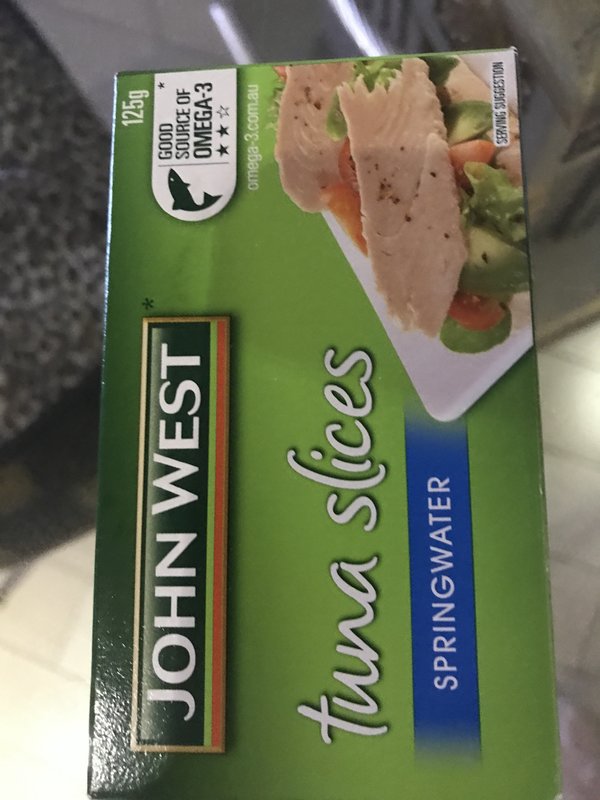 JOHN WEST*
tuna slices
SPRINGWATER
125g
GOOD *
SOURCE OF
OMEGA-3
★★☆
omega-3.com.au
SERVING SUGGESTION